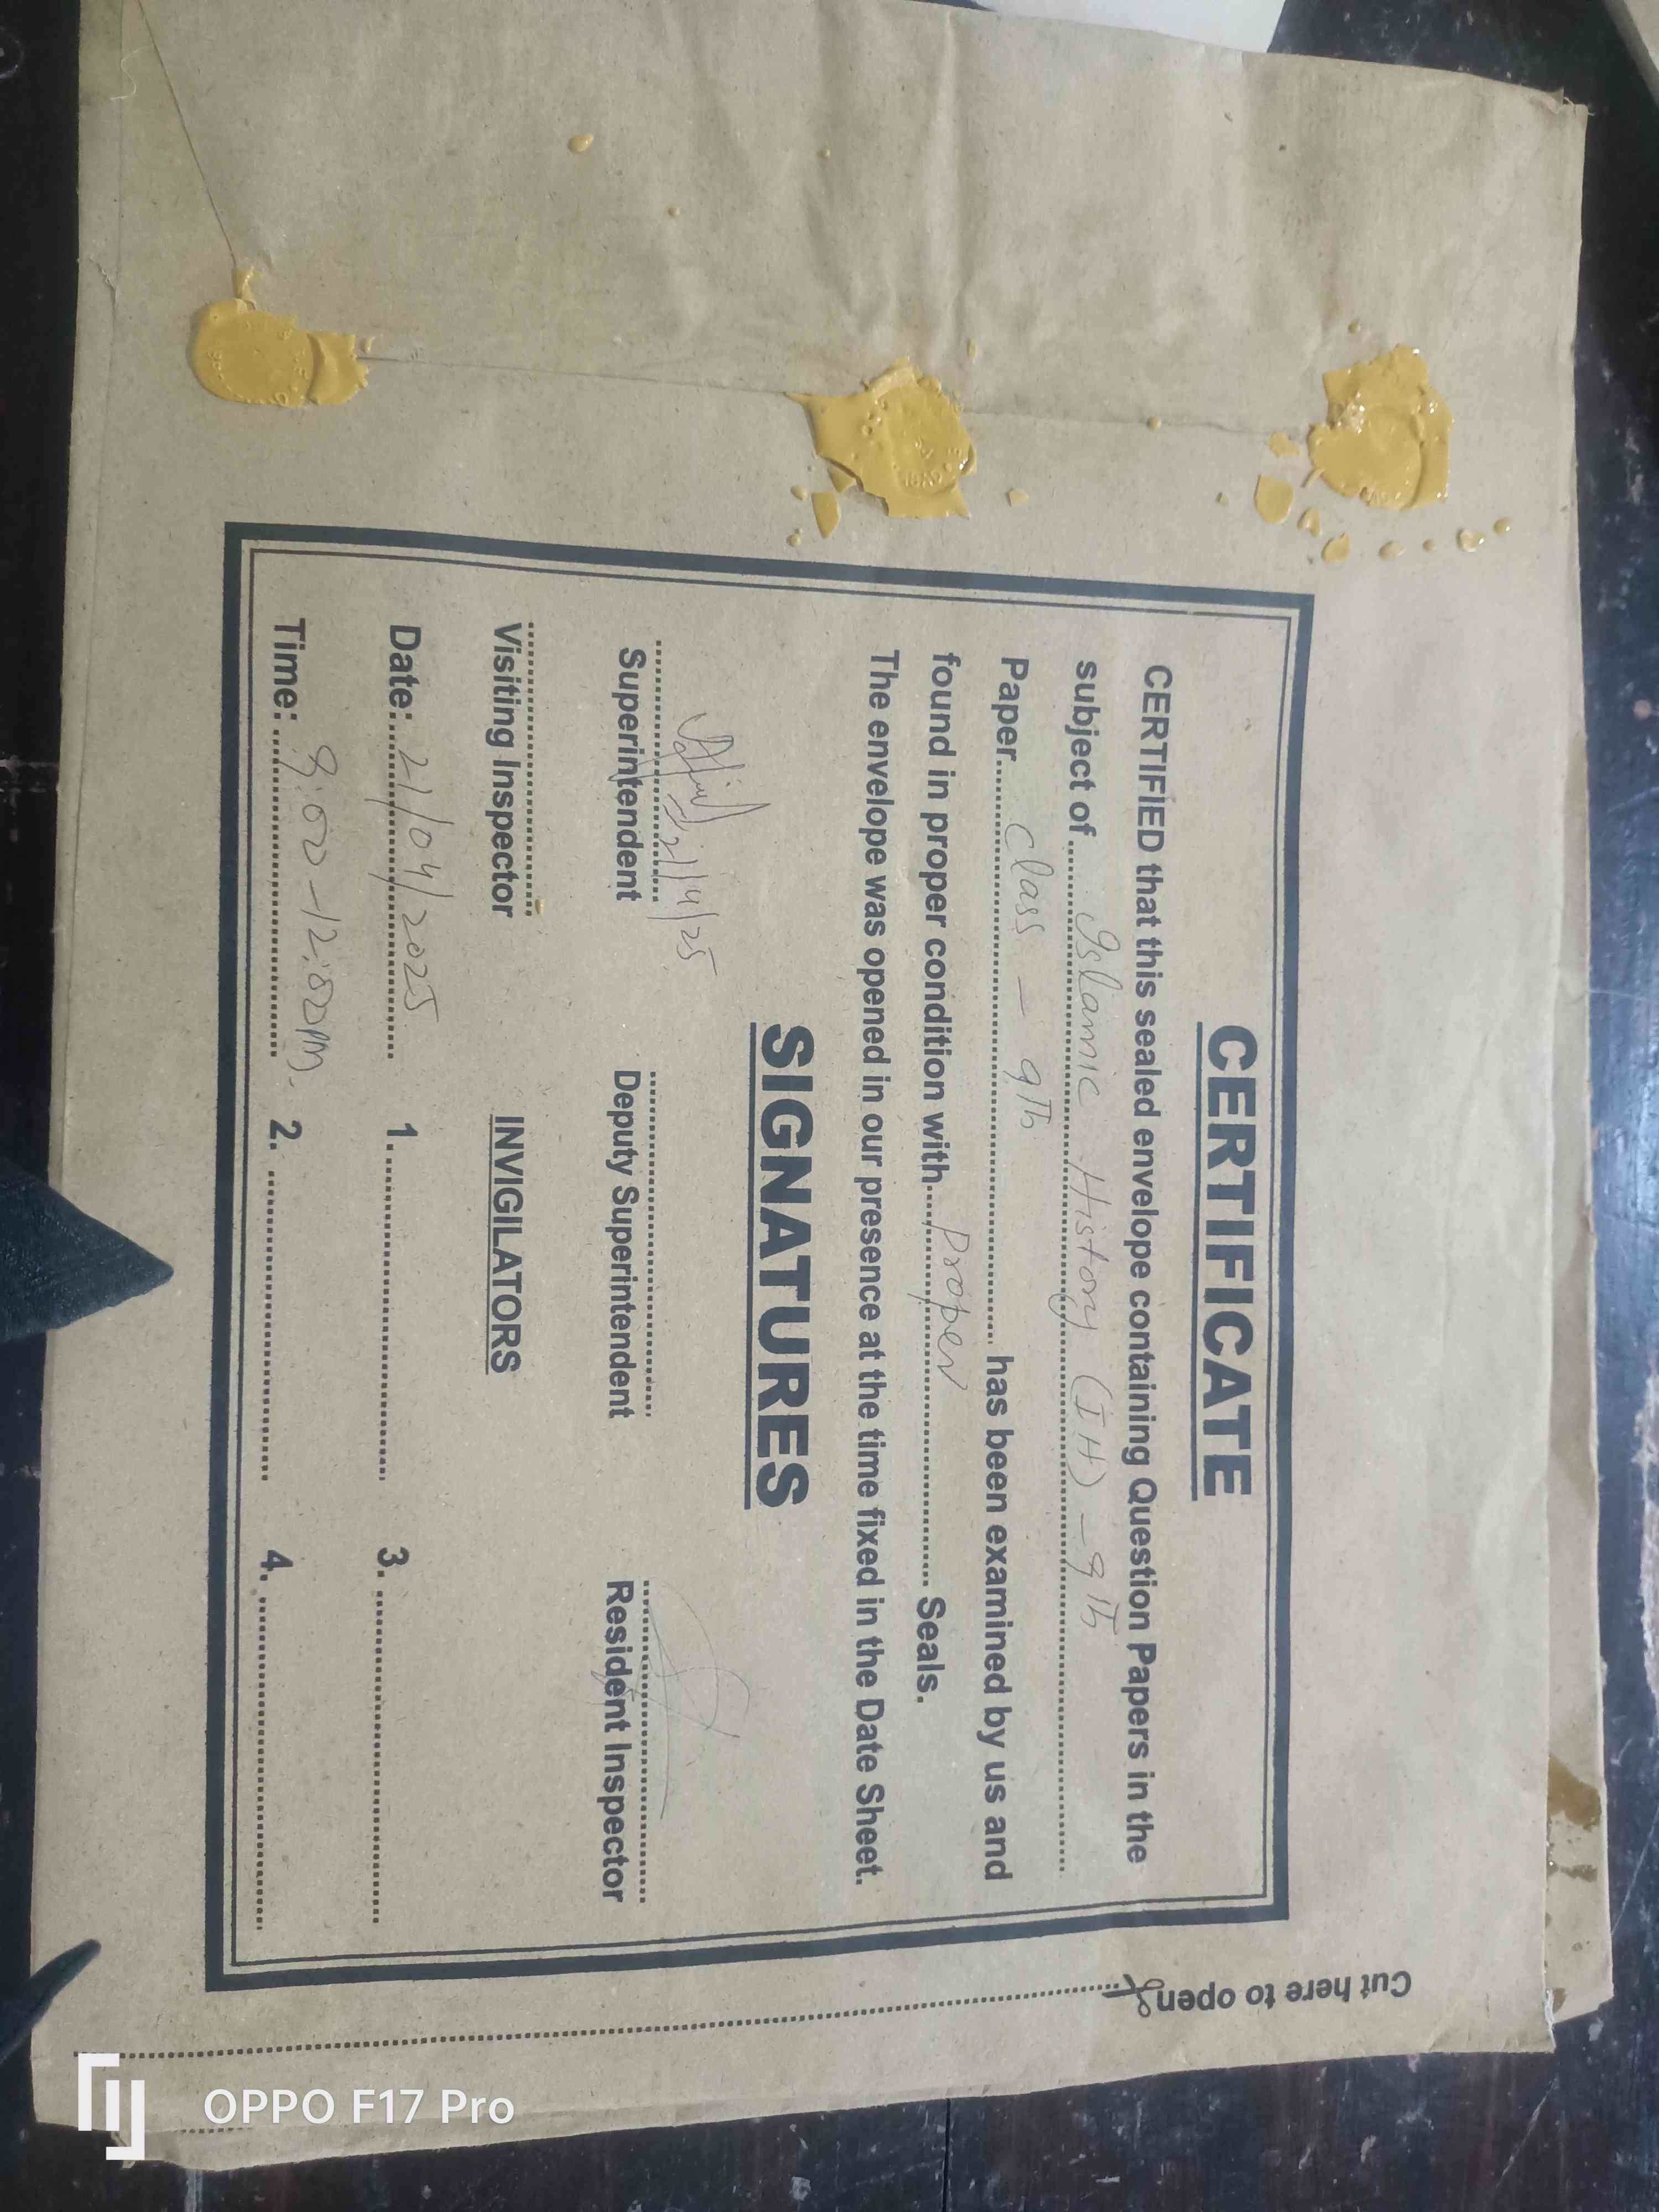 CERTIFICATE
CERTIFIED that this sealed envelope containing Question Papers in the
subject of.... Islamic History (IH) - 9th
Paper.... Class - 9th .... has been examined by us and
found in proper condition with.... Proper .... Seals.
The envelope was opened in our presence at the time fixed in the Date Sheet.
SIGNATURES
21/4/25
Superintendent Deputy Superintendent Resident Inspector
Visiting Inspector INVIGILATORS
Date:.... 21/04/2025 1. .... 3. ....
Time:.... 9:00 - 12:00PM. 2. .... 4. ....
Cut here to open
OPPO F17 Pro